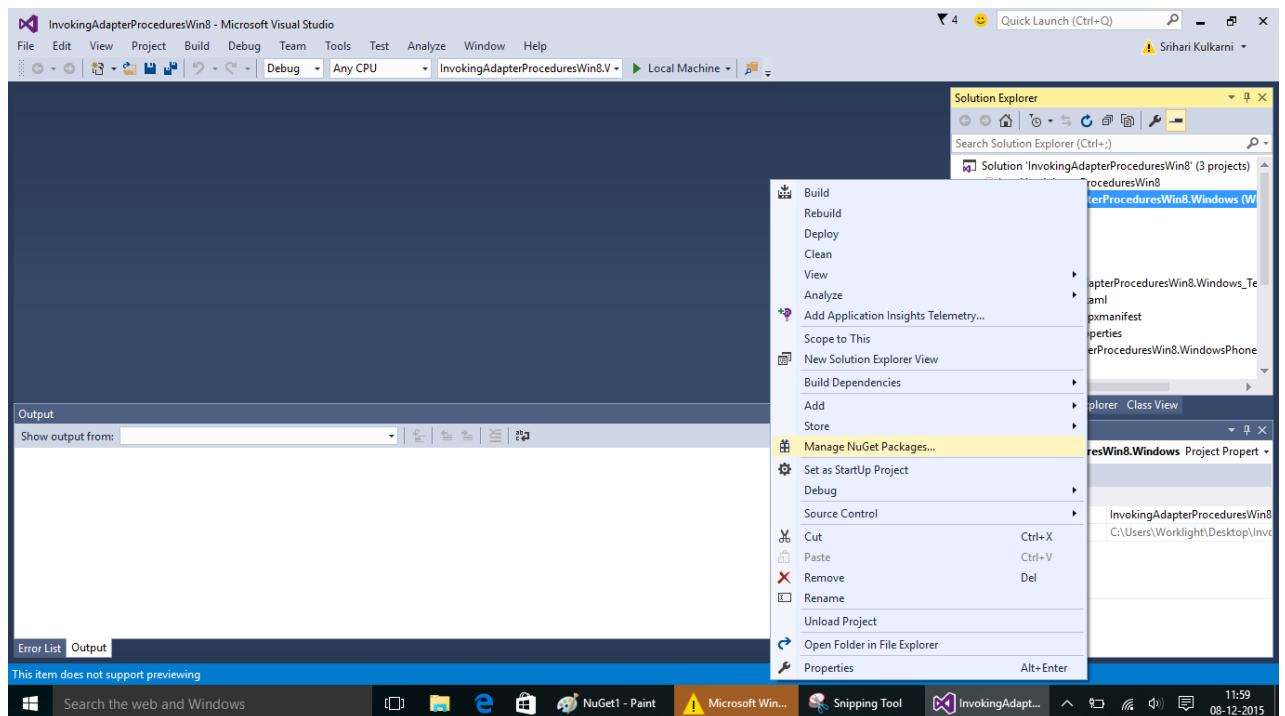 InvokingAdapterProceduresWin8 - Microsoft Visual Studio
4
Quick Launch (Ctrl+Q)
File Edit View Project Build Debug Team Tools Test Analyze Window Help
Srihari Kulkarni
Debug Any CPU InvokingAdapterProceduresWin8.V Local Machine
Solution Explorer
Search Solution Explorer (Ctrl+;)
Solution 'InvokingAdapterProceduresWin8' (3 projects)
roceduresWin8
terProceduresWin8.Windows (W
apterProceduresWin8.Windows_Te
aml
pxmanifest
perties
erProceduresWin8.WindowsPhone
plorer Class View
resWin8.Windows Project Propert
InvokingAdapterProceduresWin8
C:\Users\Worklight\Desktop\Invo
Build
Rebuild
Deploy
Clean
View
Analyze
Add Application Insights Telemetry...
Scope to This
New Solution Explorer View
Build Dependencies
Add
Store
Manage NuGet Packages...
Set as StartUp Project
Debug
Source Control
Cut Ctrl+X
Paste Ctrl+V
Remove Del
Rename
Unload Project
Open Folder in File Explorer
Properties Alt+Enter
Output
Show output from:
Error List Output
This item does not support previewing
Search the web and Windows
NuGet1 - Paint
Microsoft Win...
Snipping Tool
InvokingAdapt...
11:59
08-12-2015